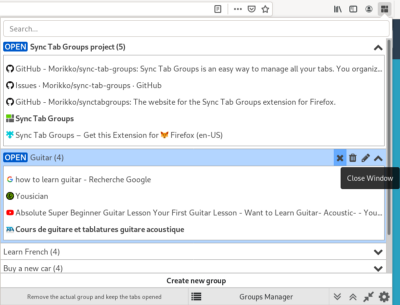 Search...
OPEN Sync Tab Groups project (5)
GitHub - Morikko/sync-tab-groups: Sync Tab Groups is an easy way to manage all your tabs. You organiz...
Issues · Morikko/sync-tab-groups · GitHub
GitHub - Morikko/synctabgroups: The website for the Sync Tab Groups extension for Firefox.
Sync Tab Groups
Sync Tab Groups – Get this Extension for 🦊 Firefox (en-US)
OPEN Guitar (4)
Close Window
how to learn guitar - Recherche Google
Yousician
Absolute Super Beginner Guitar Lesson Your First Guitar Lesson - Want to Learn Guitar- Acoustic- - You...
Cours de guitare et tablatures guitare acoustique
Learn French (4)
Buy a new car (4)
Create new group
Remove the actual group and keep the tabs opened
Groups Manager